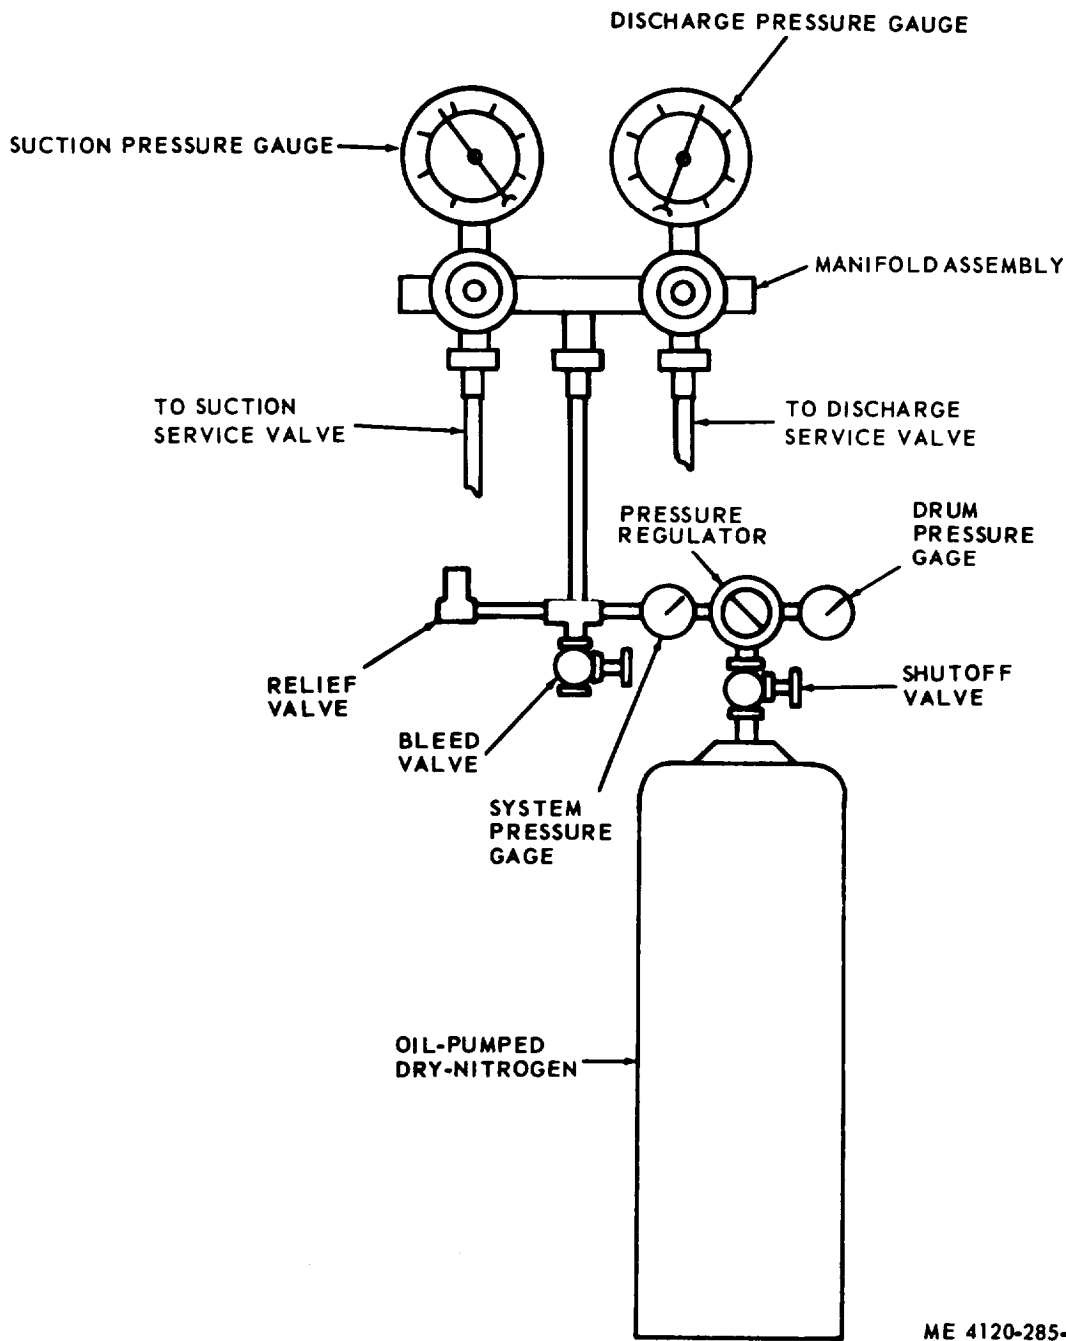 DISCHARGE PRESSURE GAUGE
SUCTION PRESSURE GAUGE
MANIFOLD ASSEMBLY
TO SUCTION
SERVICE VALVE
TO DISCHARGE
SERVICE VALVE
PRESSURE
REGULATOR
DRUM
PRESSURE
GAGE
RELIEF
VALVE
SHUTOFF
VALVE
BLEED
VALVE
SYSTEM
PRESSURE
GAGE
OIL-PUMPED
DRY-NITROGEN
ME 4120-285-